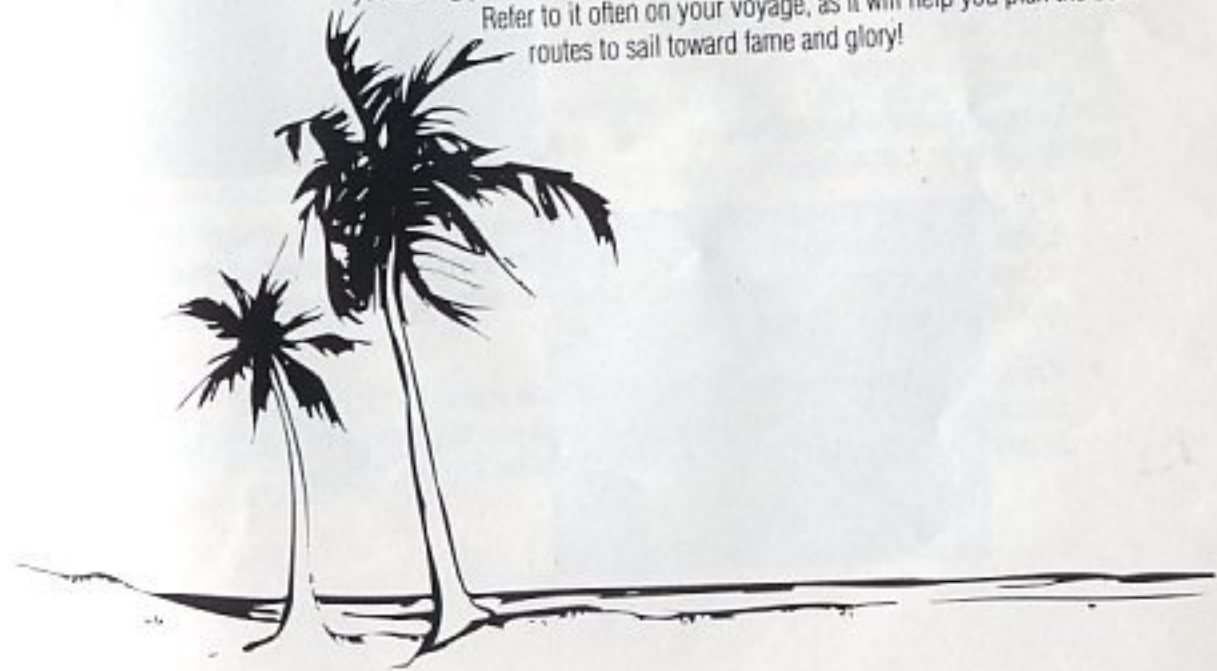 Refer to it often on your voyage, as it will help you plan the
routes to sail toward fame and glory!